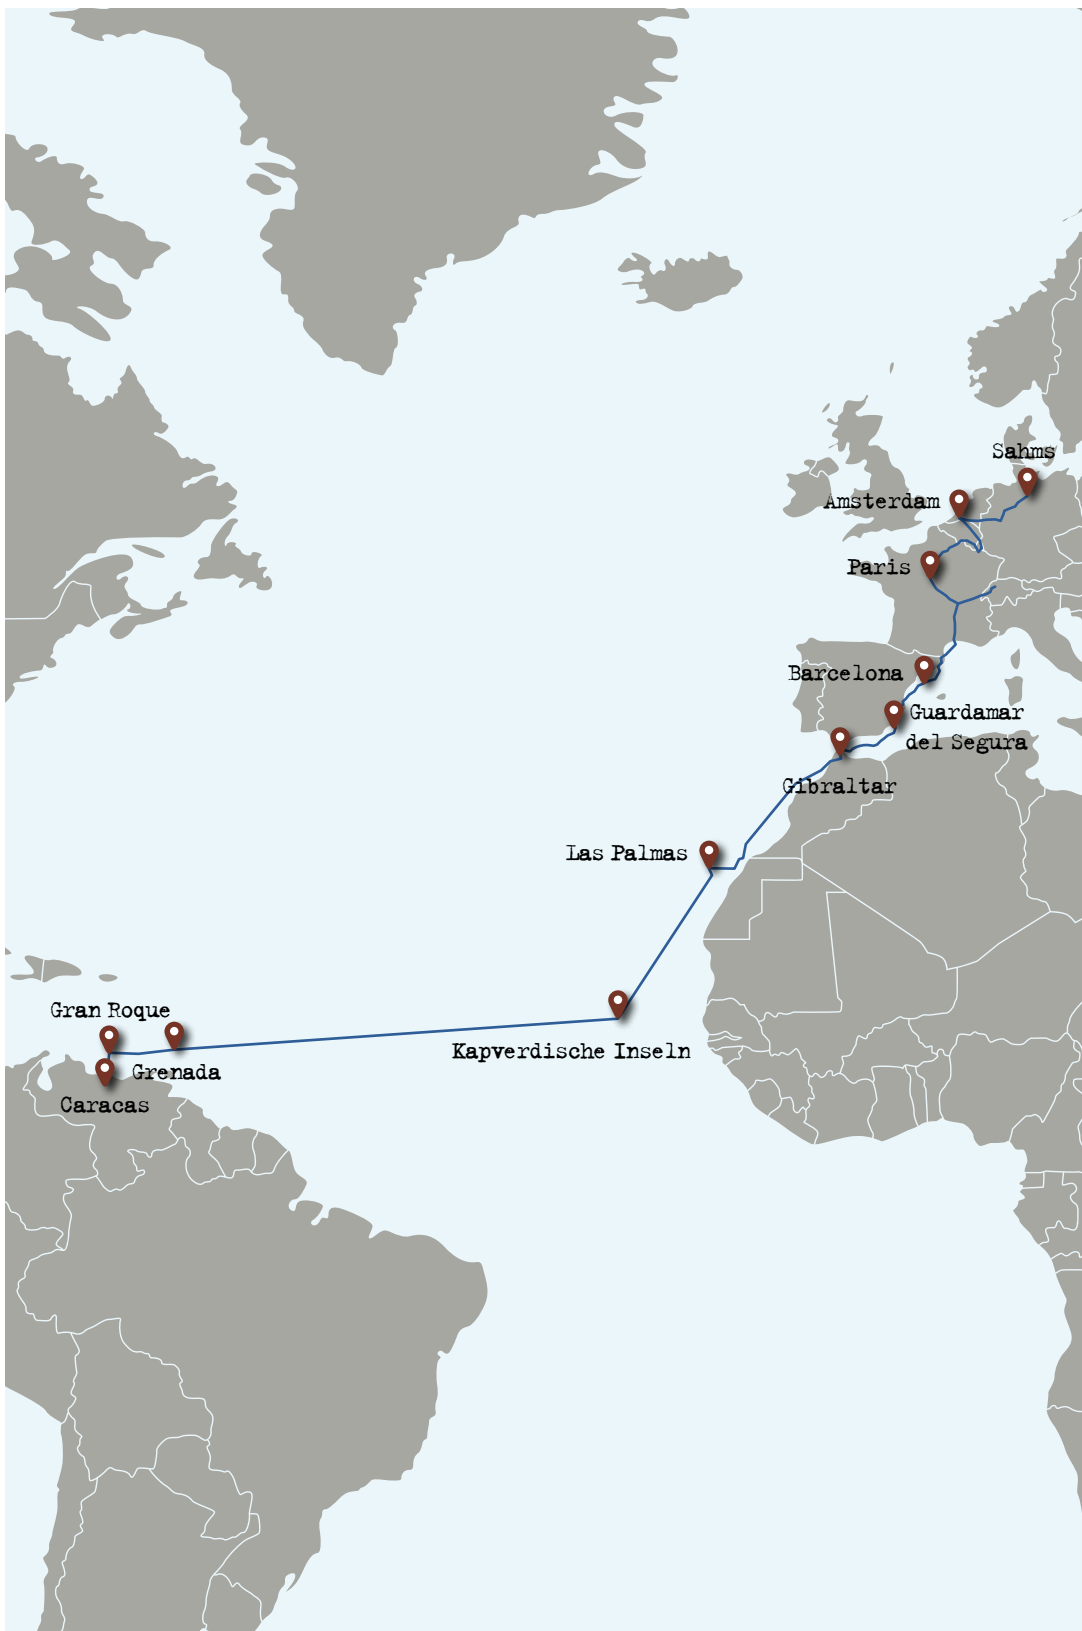 Sahms
Amsterdam
Paris
Barcelona
Guardamar
del Segura
Gibraltar
Las Palmas
Gran Roque
Kapverdische Inseln
Grenada
Caracas